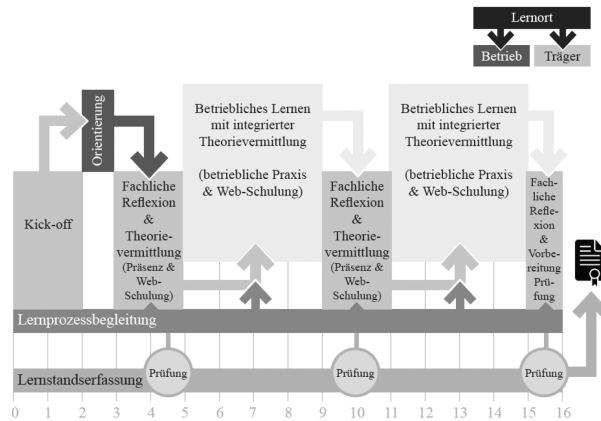 Lernort
Betrieb
Träger
Kick-off
Orientierung
Fachliche
Reflexion
&
Theorie-
vermittlung
(Präsenz &
Web-
Schulung)
Betriebliches Lernen
mit integrierter
Theorievermittlung
(betriebliche Praxis
& Web-Schulung)
Fachliche
Reflexion
&
Theorie-
vermittlung
(Präsenz &
Web-
Schulung)
Betriebliches Lernen
mit integrierter
Theorievermittlung
(betriebliche Praxis
& Web-Schulung)
Fach-
liche
Refle-
xion
&
Vorbe-
reitung
Prü-
fung
Lernprozessbegleitung
Prüfung
Prüfung
Prüfung
Lernstandserfassung
0 1 2 3 4 5 6 7 8 9 10 11 12 13 14 15 16